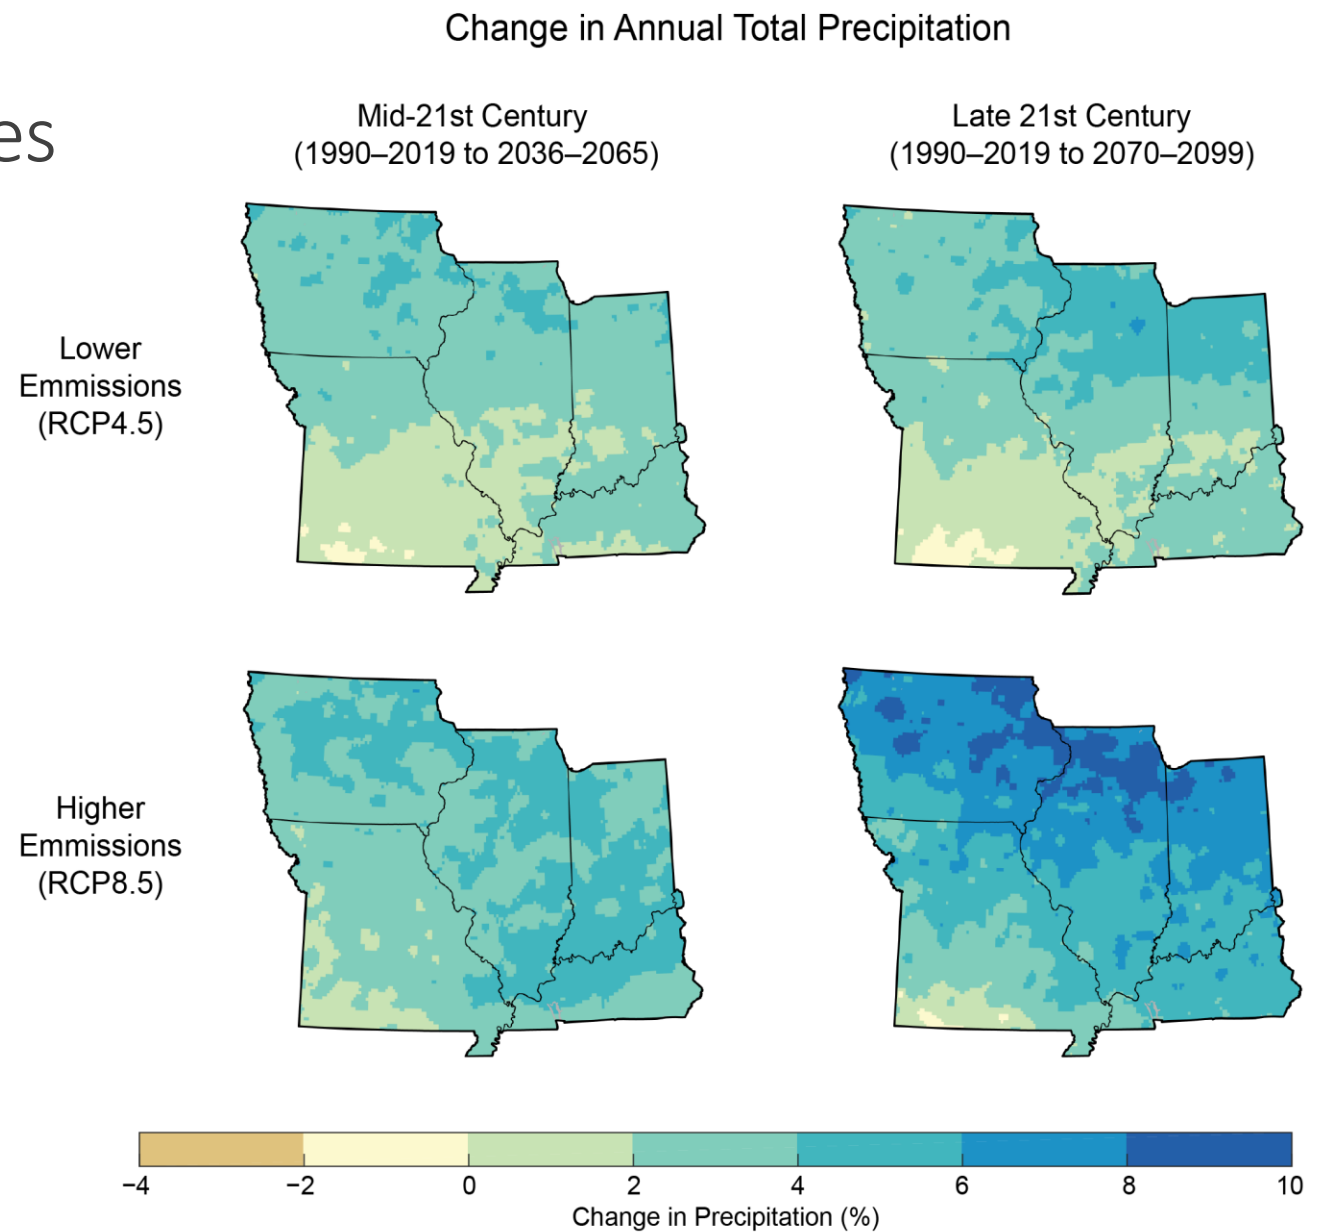 Change in Annual Total Precipitation
es
Mid-21st Century
(1990–2019 to 2036–2065)
Late 21st Century
(1990–2019 to 2070–2099)
Lower
Emmissions
(RCP4.5)
Higher
Emmissions
(RCP8.5)
−4 −2 0 2 4 6 8 10
Change in Precipitation (%)